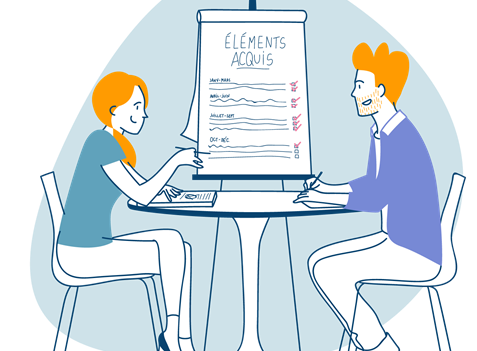 ÉLÉMENTS
ACQUIS
JANV-MARS
AVRIL-JUIN
JUILLET-SEPT
OCT-DÉC